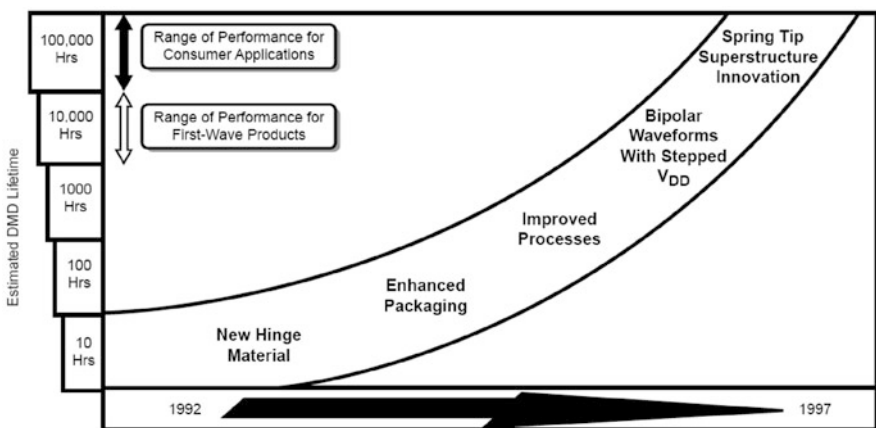 100,000
Hrs
10,000
Hrs
1000
Hrs
100
Hrs
10
Hrs
Estimated DMD Lifetime
Range of Performance for
Consumer Applications
Range of Performance for
First-Wave Products
Spring Tip
Superstructure
Innovation
Bipolar
Waveforms
With Stepped
VDD
Improved
Processes
Enhanced
Packaging
New Hinge
Material
1992
1997